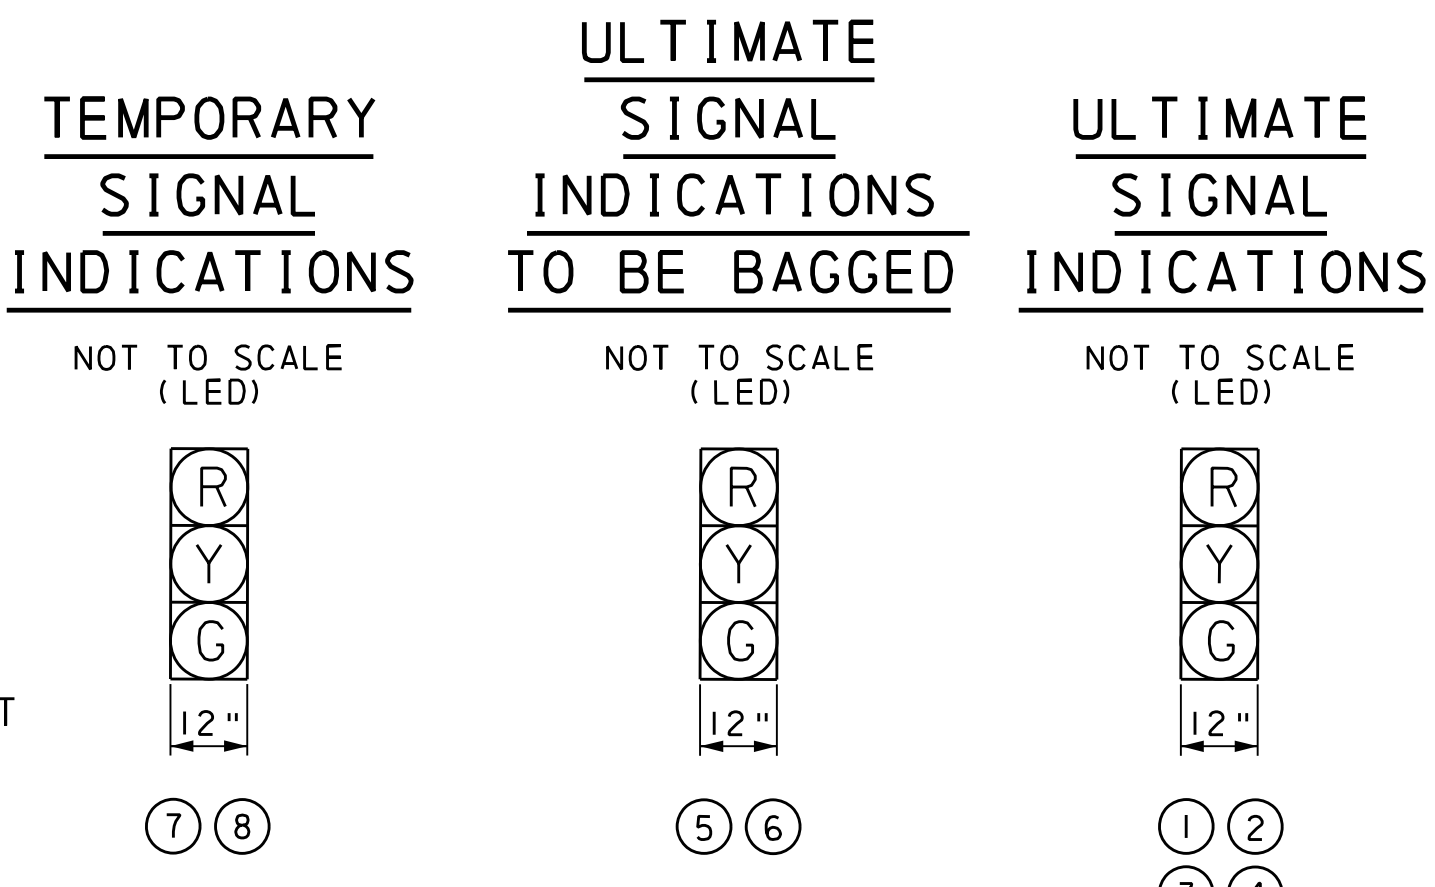 TEMPORARY
SIGNAL
INDICATIONS
NOT TO SCALE
(LED)
R
Y
G
12"
7 8
ULTIMATE
SIGNAL
INDICATIONS
TO BE BAGGED
NOT TO SCALE
(LED)
R
Y
G
12"
5 6
ULTIMATE
SIGNAL
INDICATIONS
NOT TO SCALE
(LED)
R
Y
G
12"
1 2
T